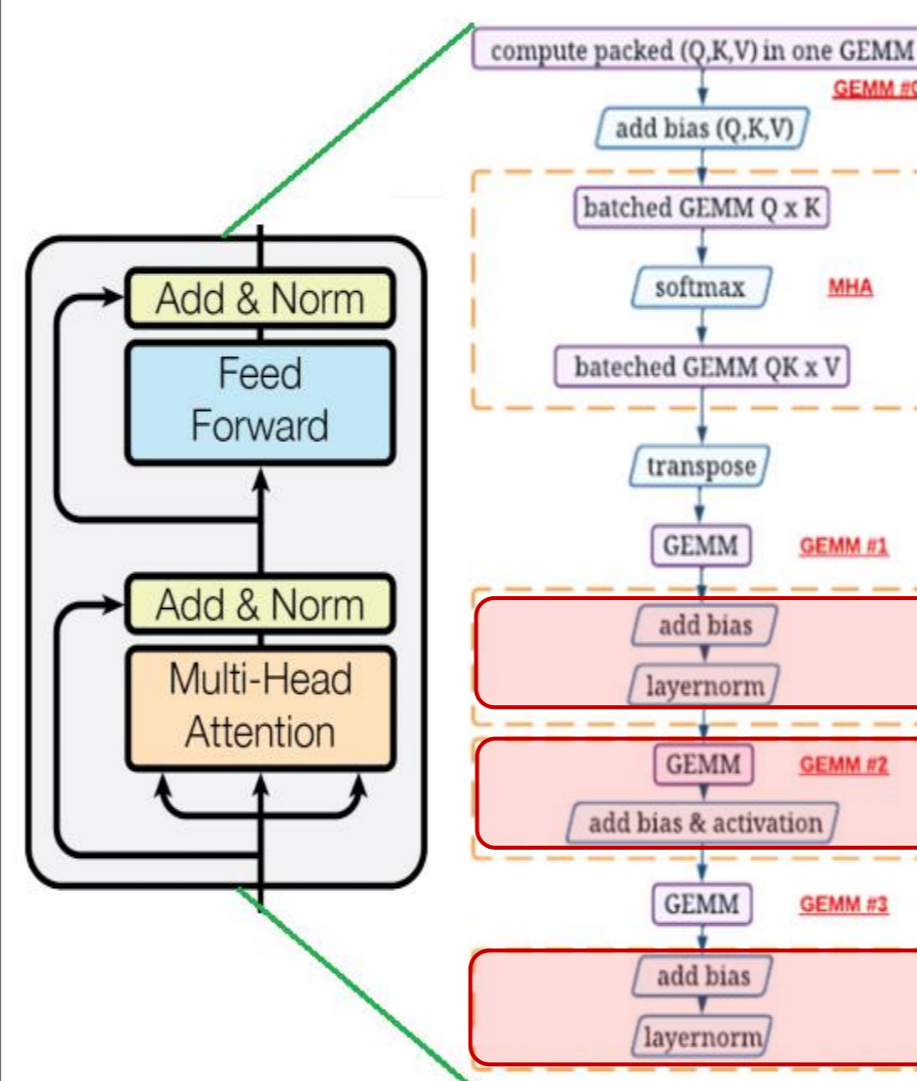 Add & Norm
Feed
Forward
Add & Norm
Multi-Head
Attention
compute packed (Q,K,V) in one GEMM
GEMM #0
add bias (Q,K,V)
batched GEMM Q x K
softmax
MHA
bateched GEMM QK x V
transpose
GEMM
GEMM #1
add bias
layernorm
GEMM
GEMM #2
add bias & activation
GEMM
GEMM #3
add bias
layernorm